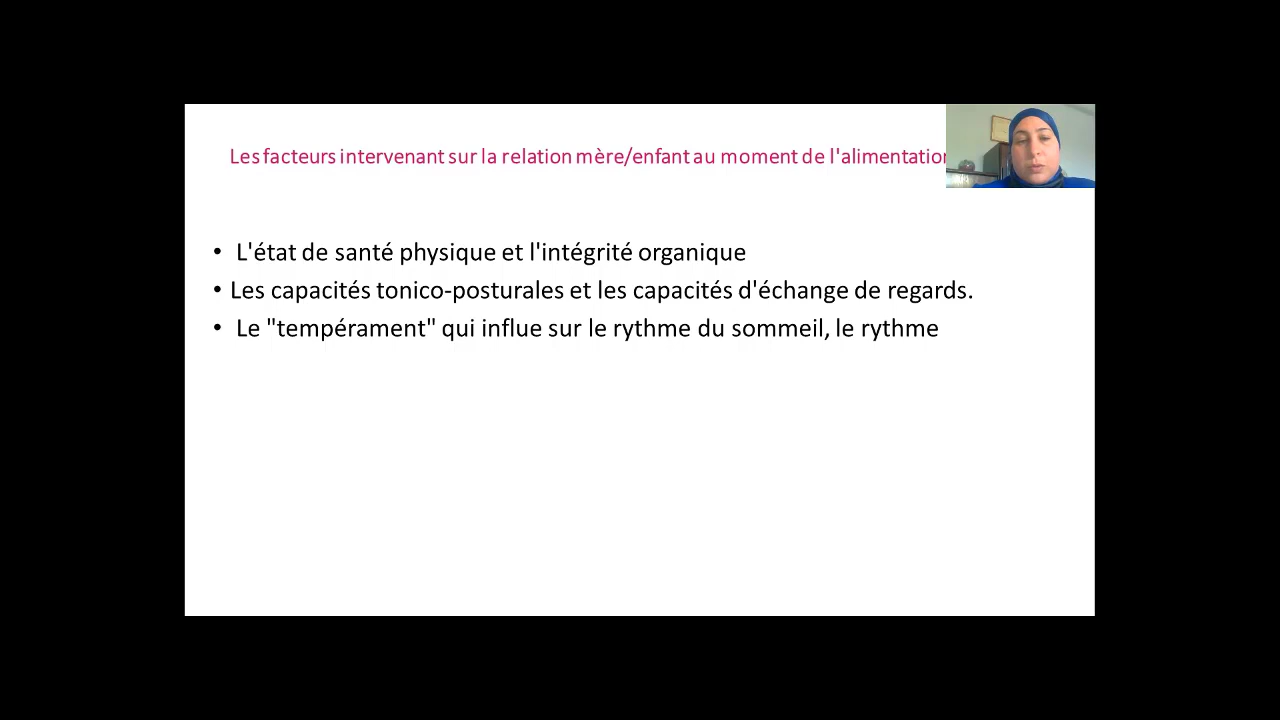 Les facteurs intervenant sur la relation mère/enfant au moment de l'alimentation
• L'état de santé physique et l'intégrité organique
• Les capacités tonico-posturales et les capacités d'échange de regards.
• Le "tempérament" qui influe sur le rythme du sommeil, le rythme